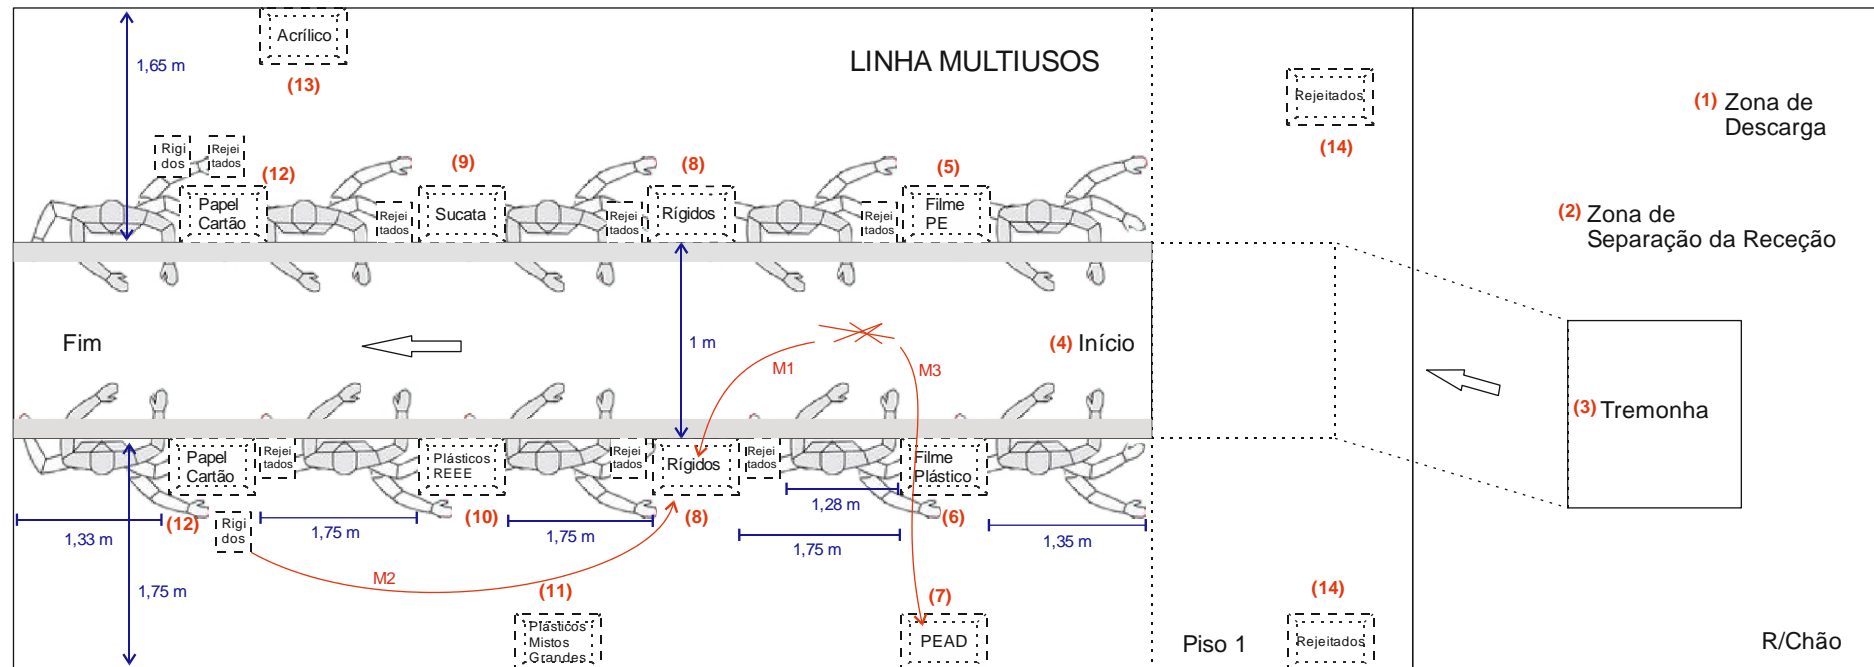 Acrílico
(13)
1,65 m
LINHA MULTIUSOS
Rejeitados
(14)
(1) Zona de
Descarga
(2) Zona de
Separação da Receção
Rigi
dos
Rejei
tados
(12)
Papel
Cartão
Rejei
tados
(9)
Sucata
Rejei
tados
(8)
Rígidos
Rejei
tados
(5)
Filme
PE
Fim
1 m
M1
M3
(4) Início
(3) Tremonha
Papel
Cartão
(12)
Rejei
tados
Rigi
dos
Plásticos
REEE
(10)
Rejei
tados
Rígidos
(8)
Rejei
tados
Filme
Plástico
(6)
1,33 m
1,75 m
1,75 m
1,28 m
1,75 m
1,35 m
M2
1,75 m
(11)
Plásticos
Mistos
Grandes
(7)
PEAD
(14)
Rejeitados
Piso 1
R/Chão